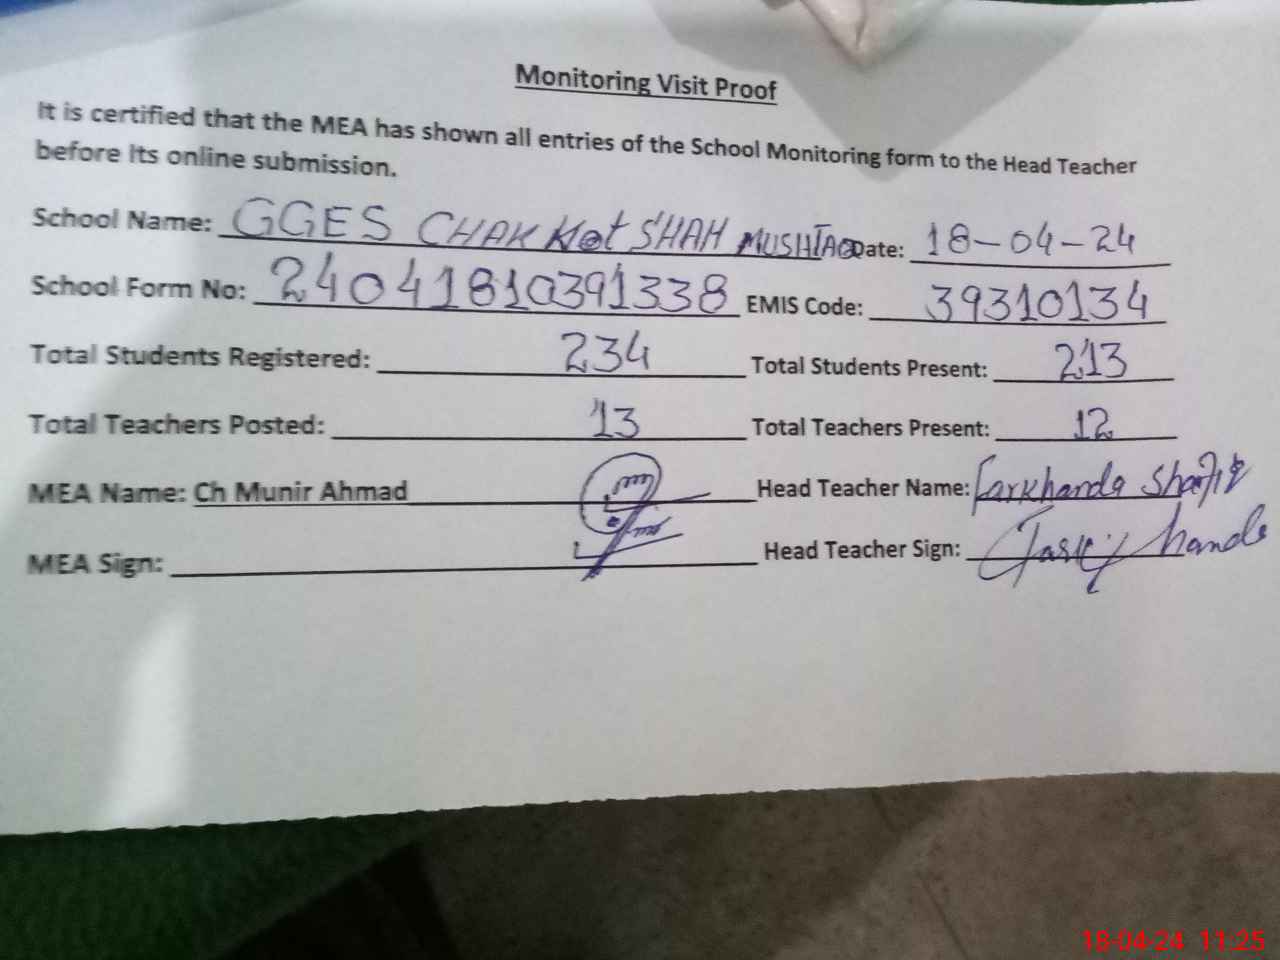 Monitoring Visit Proof
It is certified that the MEA has shown all entries of the School Monitoring form to the Head Teacher
before Its online submission.
School Name: GGES CHAK Kot SHAH MUSHTAQ Date: 18-04-24
School Form No: 24041810391338 EMIS Code: 39310134
Total Students Registered: 234 Total Students Present: 213
Total Teachers Posted: 13 Total Teachers Present: 12
MEA Name: Ch Munir Ahmad Head Teacher Name: Farkhanda
MEA Sign: Head Teacher Sign:
18-04-24 11:25